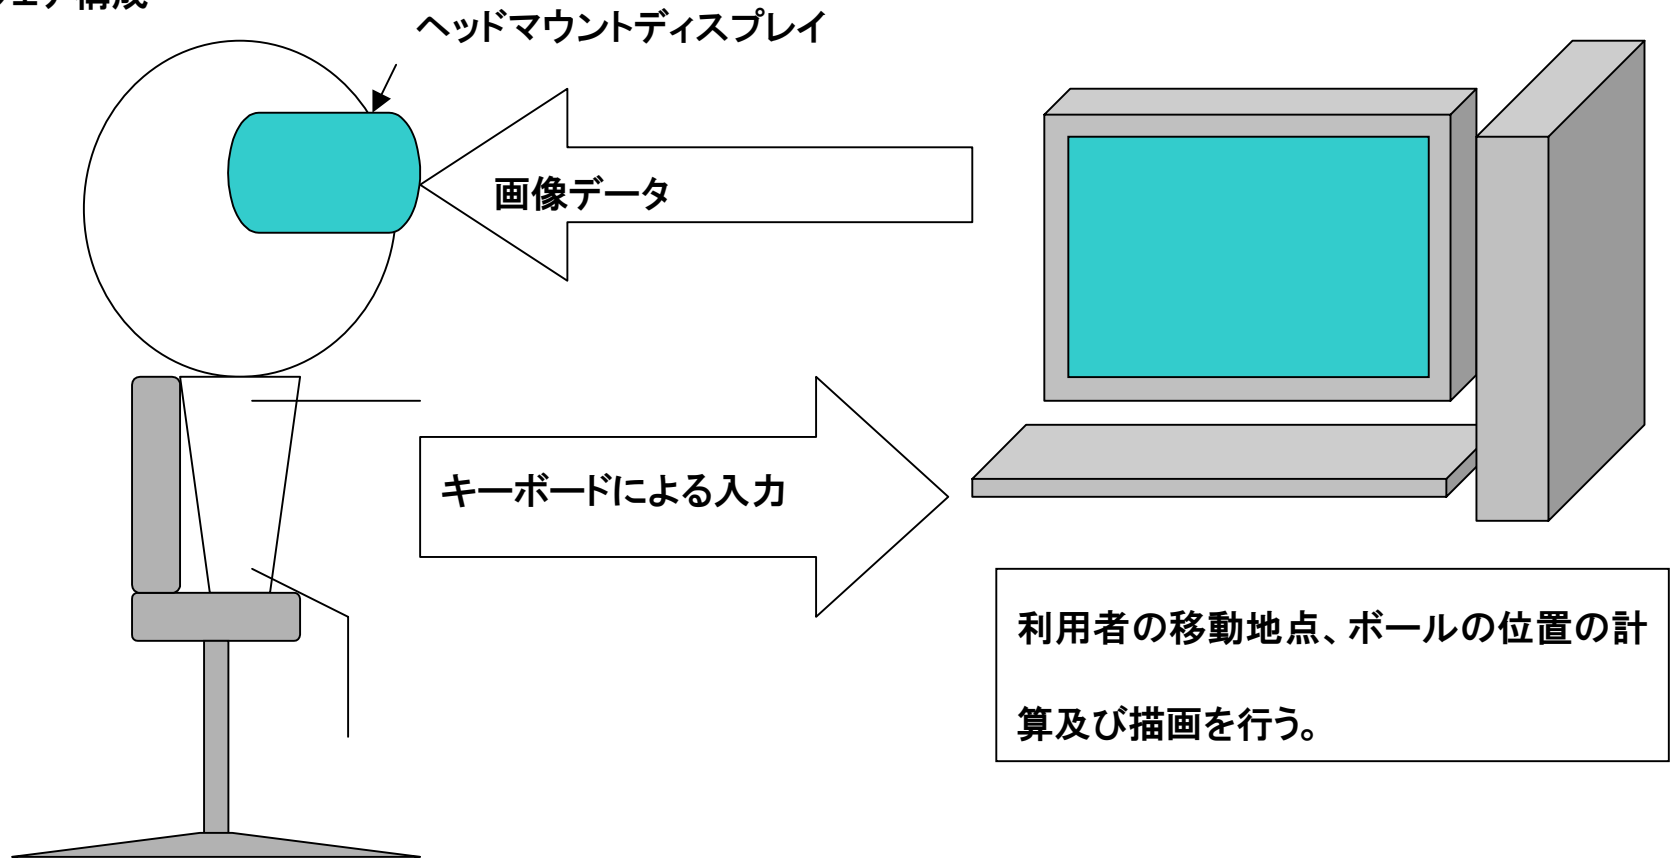 構成
ヘッドマウントディスプレイ
画像データ
キーボードによる入力
利用者の移動地点、ボールの位置の計
算及び描画を行う。